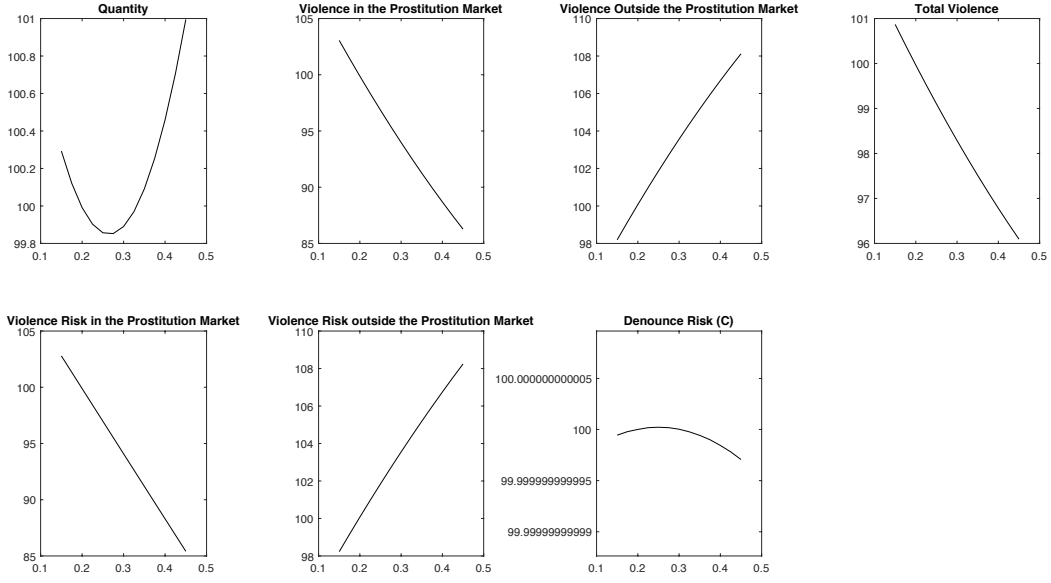 Quantity
101
100.8
100.6
100.4
100.2
100
99.8
0.1 0.2 0.3 0.4 0.5
Violence in the Prostitution Market
105
100
95
90
85
0.1 0.2 0.3 0.4 0.5
Violence Outside the Prostitution Market
110
108
106
104
102
100
98
0.1 0.2 0.3 0.4 0.5
Total Violence
101
100
99
98
97
96
0.1 0.2 0.3 0.4 0.5
Violence Risk in the Prostitution Market
105
100
95
90
85
0.1 0.2 0.3 0.4 0.5
Violence Risk outside the Prostitution Market
110
108
106
104
102
100
98
0.1 0.2 0.3 0.4 0.5
Denounce Risk (C)
100.000000000005
100
99.999999999995
99.99999999999
0.1 0.2 0.3 0.4 0.5